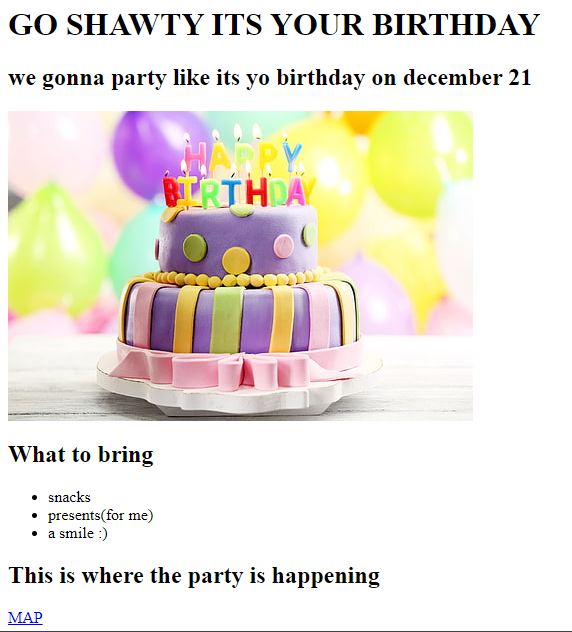 GO SHAWTY ITS YOUR BIRTHDAY
we gonna party like its yo birthday on december 21
HAPPY
BIRTHDAY
What to bring
snacks
presents(for me)
a smile :)
This is where the party is happening
MAP